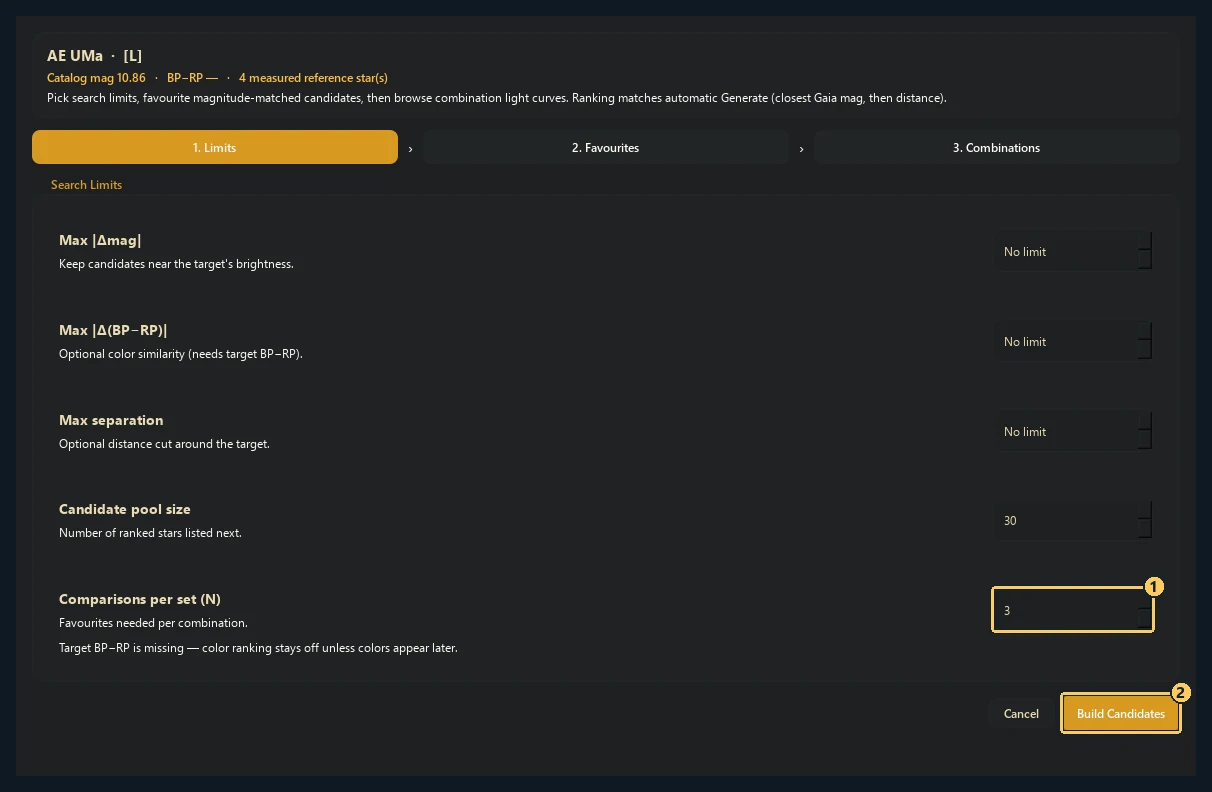 AE UMa · [L]
Catalog mag 10.86 · BP−RP — · 4 measured reference star(s)
Pick search limits, favourite magnitude-matched candidates, then browse combination light curves. Ranking matches automatic Generate (closest Gaia mag, then distance).
1. Limits › 2. Favourites › 3. Combinations
Search Limits
Max |Δmag|
Keep candidates near the target's brightness.
No limit
Max |Δ(BP−RP)|
Optional color similarity (needs target BP−RP).
No limit
Max separation
Optional distance cut around the target.
No limit
Candidate pool size
Number of ranked stars listed next.
30
Comparisons per set (N)
Favourites needed per combination.
3
1
Target BP−RP is missing — color ranking stays off unless colors appear later.
Cancel
Build Candidates
2